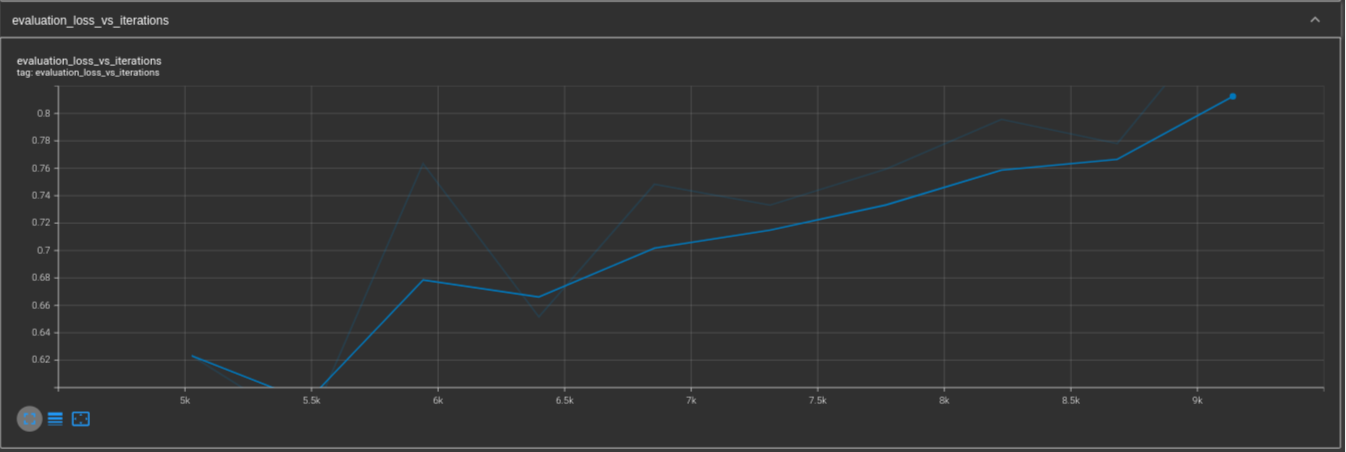 evaluation_loss_vs_iterations
evaluation_loss_vs_iterations
tag: evaluation_loss_vs_iterations
0.8
0.78
0.76
0.74
0.72
0.7
0.68
0.66
0.64
0.62
5k 5.5k 6k 6.5k 7k 7.5k 8k 8.5k 9k